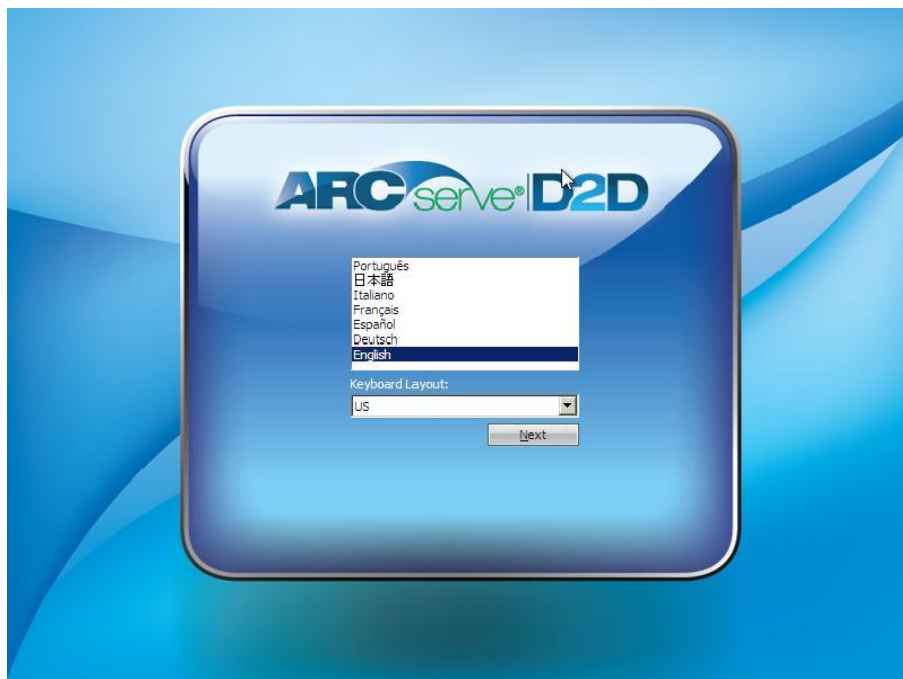 ARCserve® D2D
Português
日本語
Italiano
Français
Español
Deutsch
English
Keyboard Layout:
US
Next